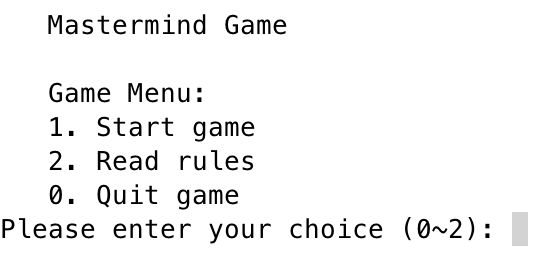 Mastermind Game
Game Menu:
1. Start game
2. Read rules
0. Quit game
Please enter your choice (0~2):